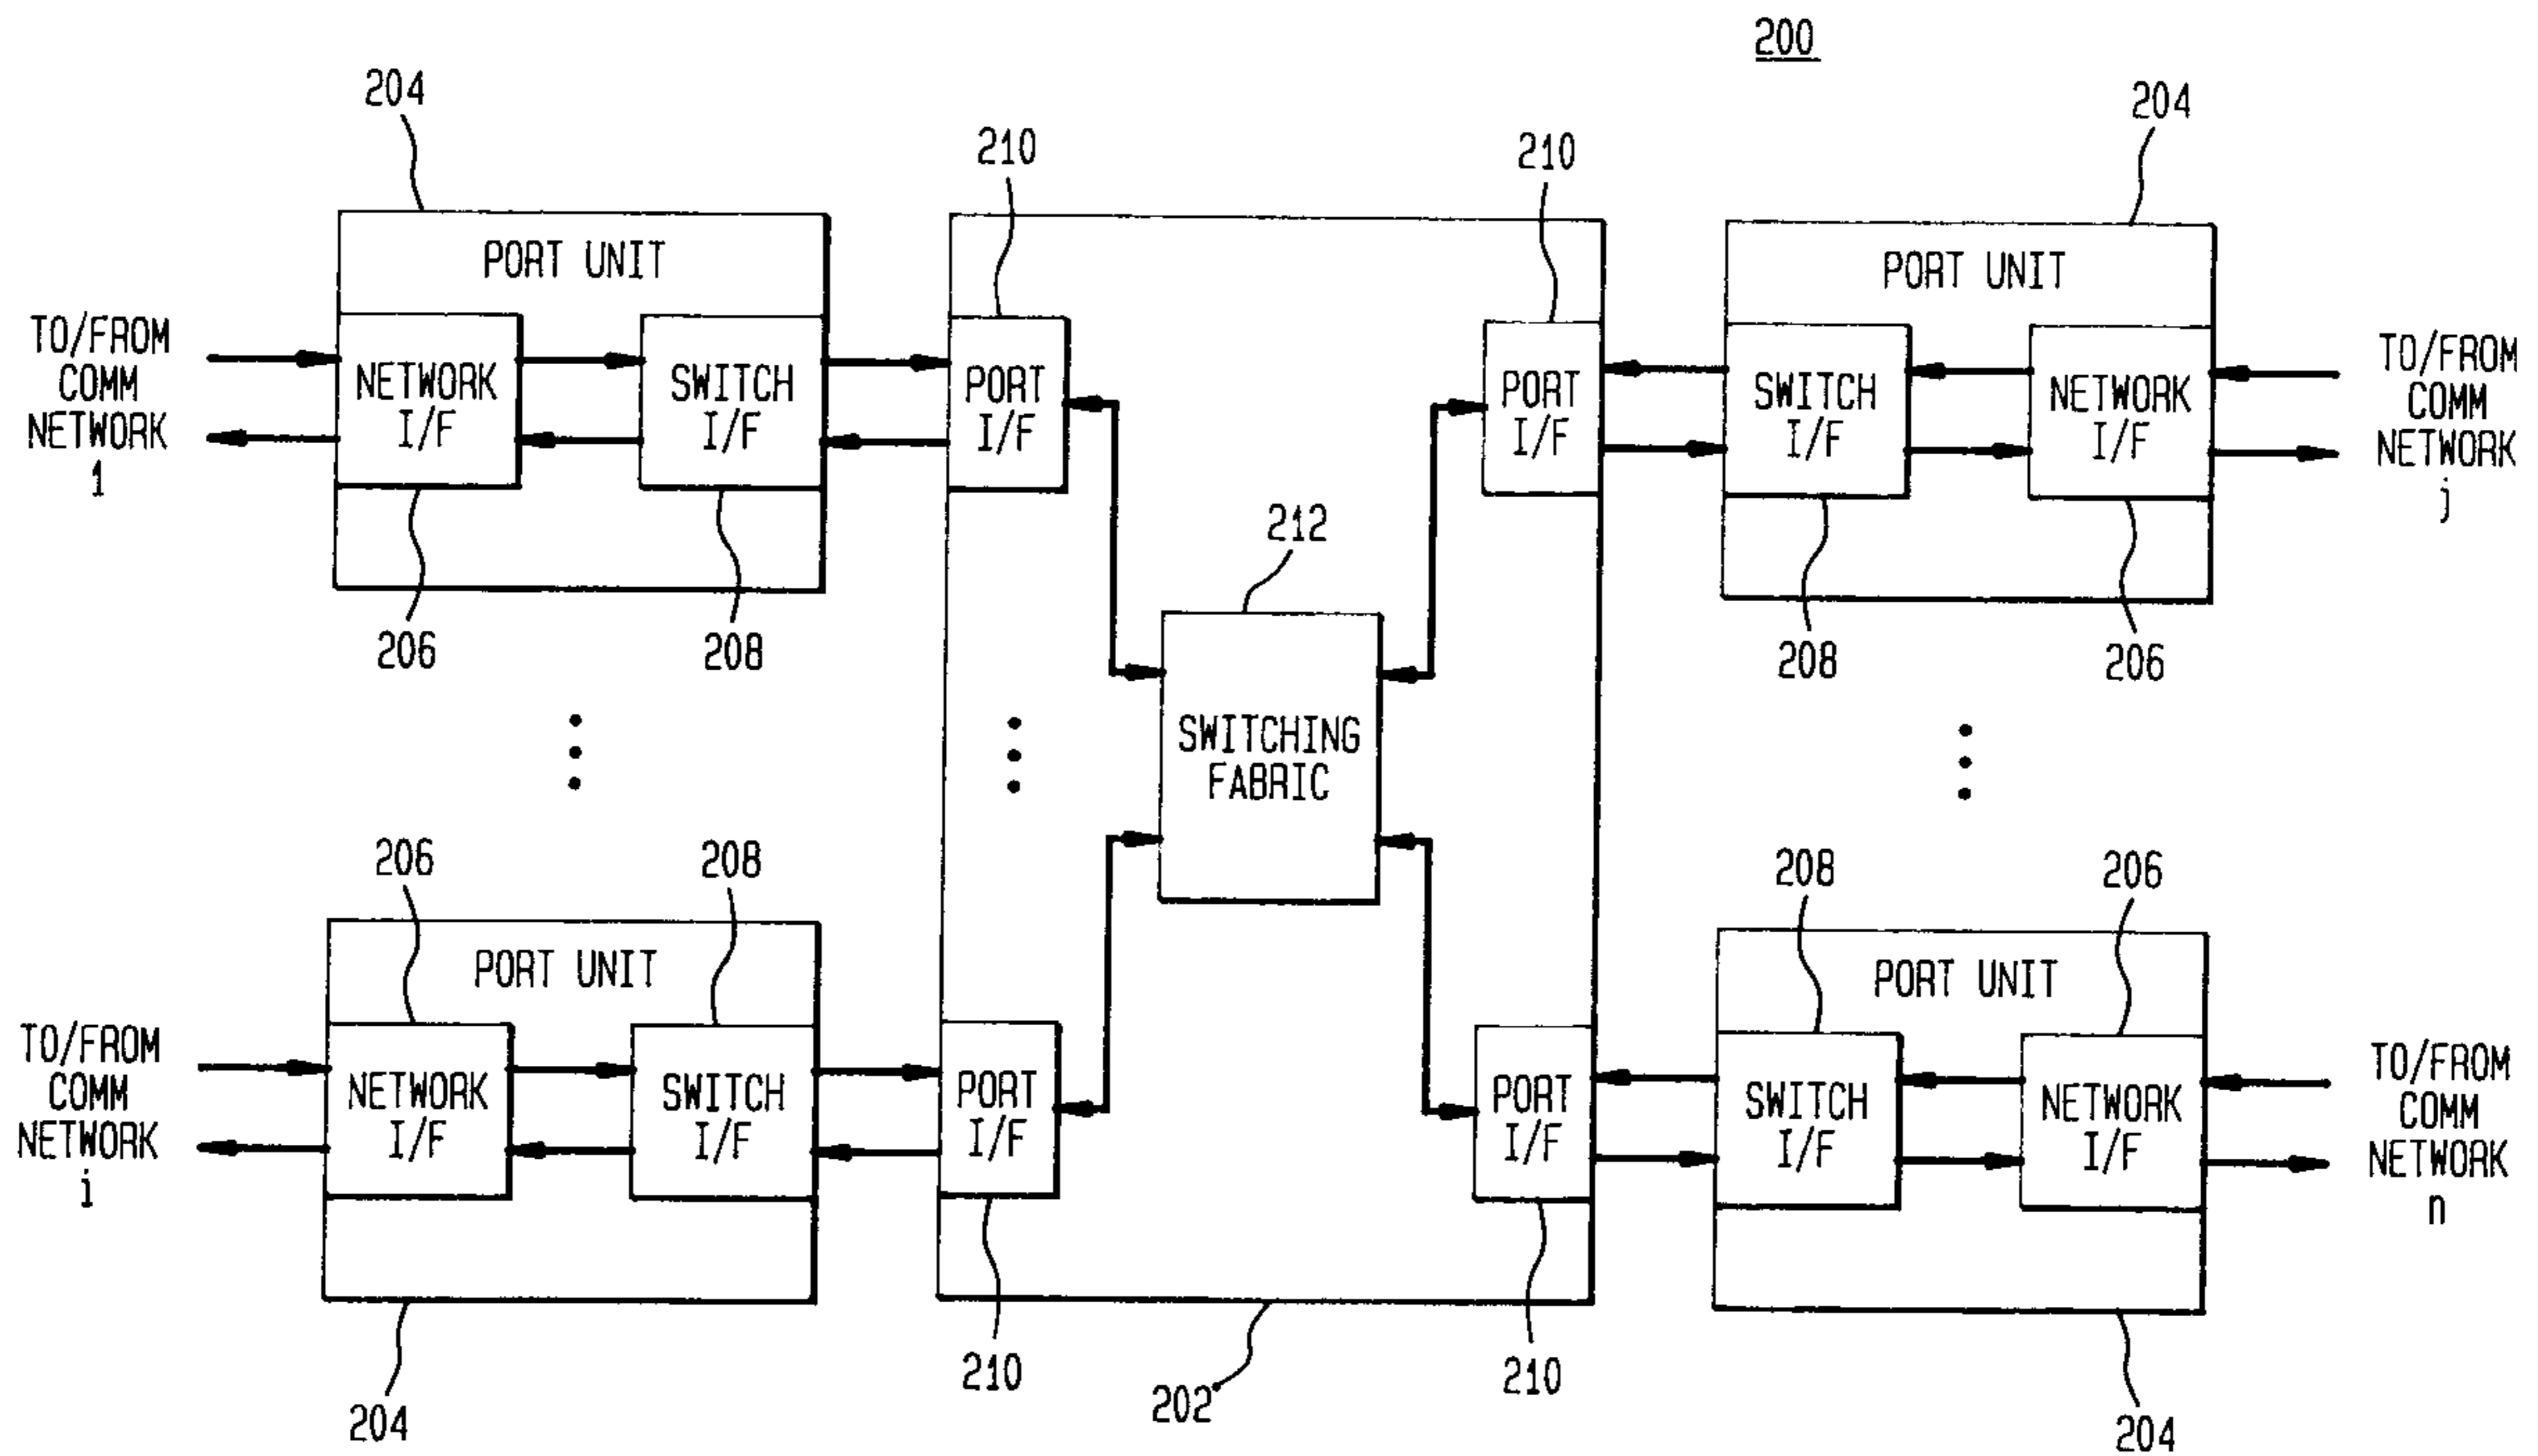 200
204
204
210
210
PORT UNIT
PORT UNIT
TO/FROM
COMM
NETWORK
1
NETWORK
I/F
SWITCH
I/F
PORT
I/F
PORT
I/F
SWITCH
I/F
NETWORK
I/F
TO/FROM
COMM
NETWORK
j
206
208
212
208
206
SWITCHING
FABRIC
206
208
208
206
PORT UNIT
PORT UNIT
TO/FROM
COMM
NETWORK
i
NETWORK
I/F
SWITCH
I/F
PORT
I/F
PORT
I/F
SWITCH
I/F
NETWORK
I/F
TO/FROM
COMM
NETWORK
n
204
210
202
210
204